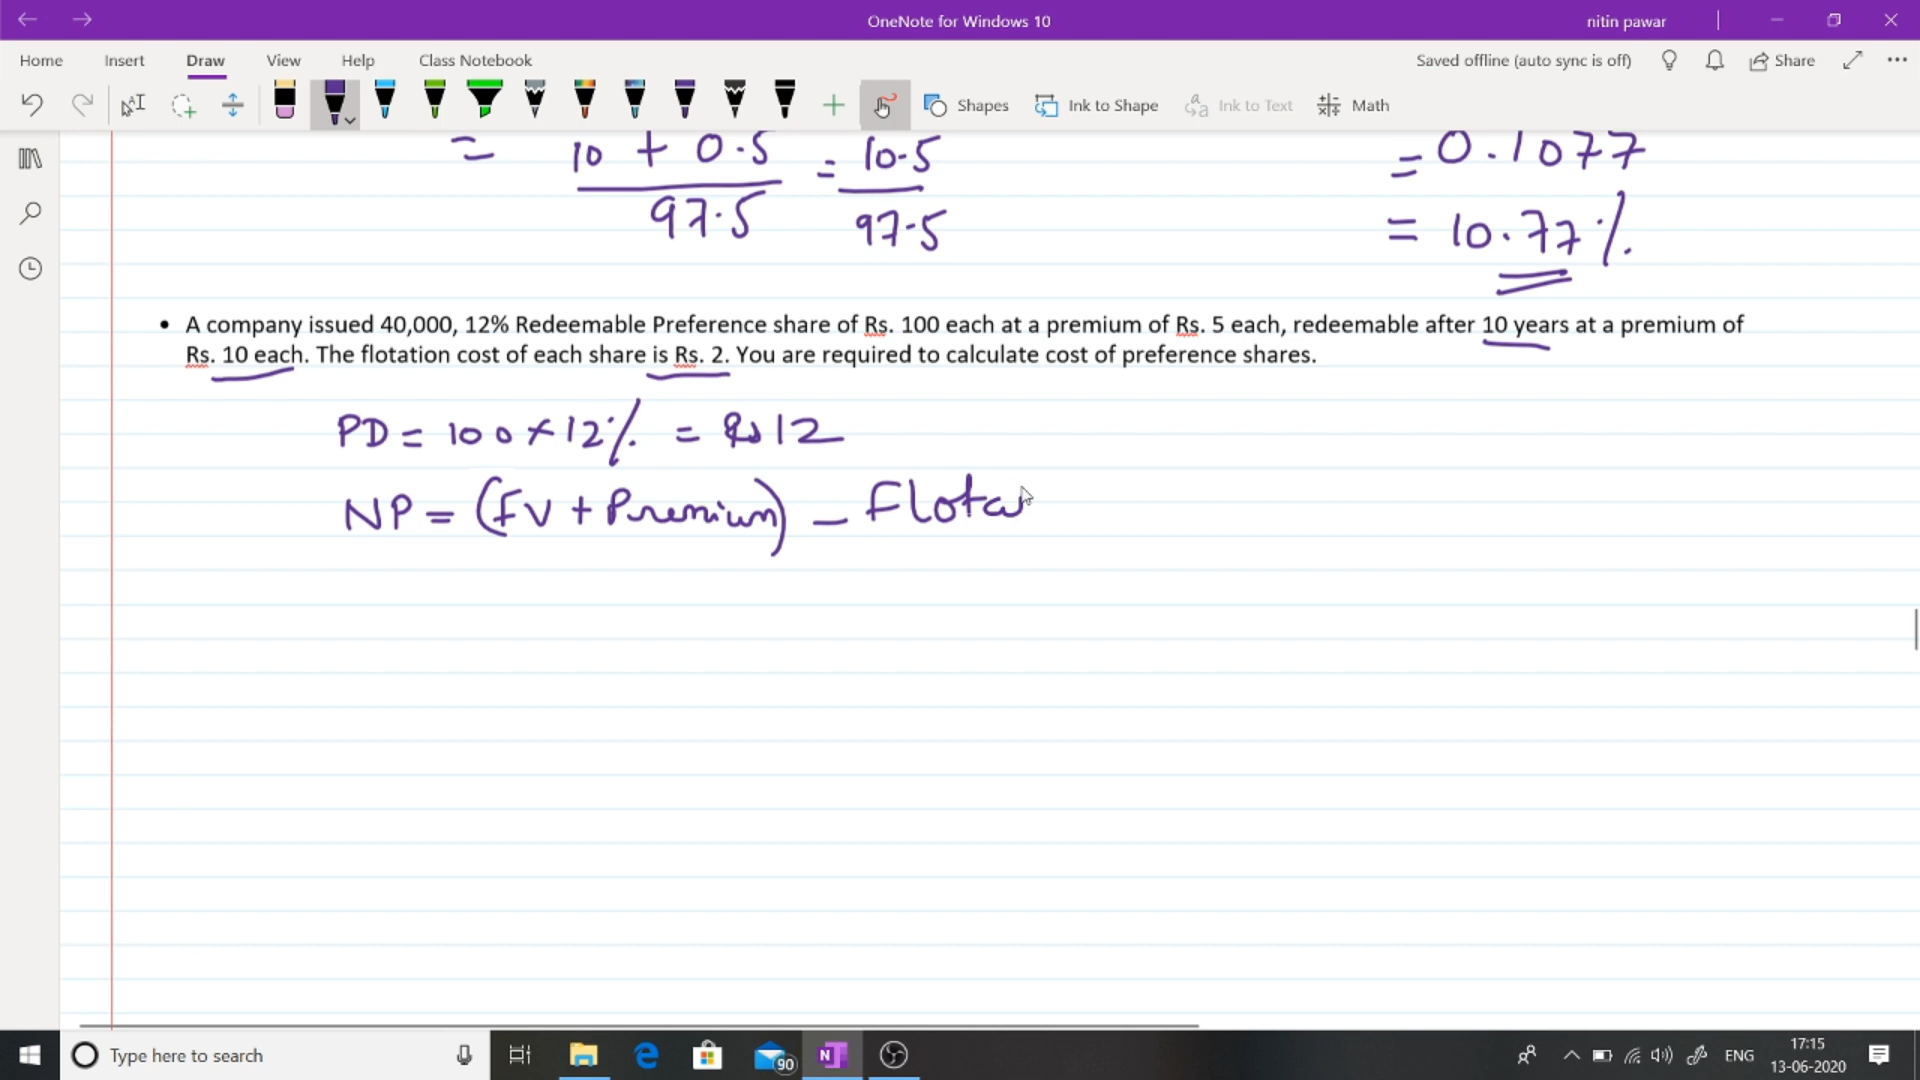 OneNote for Windows 10
nitin pawar
Home Insert Draw View Help Class Notebook
Saved offline (auto sync is off) Share
Shapes Ink to Shape Ink to Text Math
= 10 + 0.5 = 10.5
97.5 97.5
= 0.1077
= 10.77%
• A company issued 40,000, 12% Redeemable Preference share of Rs. 100 each at a premium of Rs. 5 each, redeemable after 10 years at a premium of
Rs. 10 each. The flotation cost of each share is Rs. 2. You are required to calculate cost of preference shares.
PD = 100 × 12% = Rs 12
NP = (FV + Premium) - Flota
Type here to search
90
ENG
17:15
13-06-2020